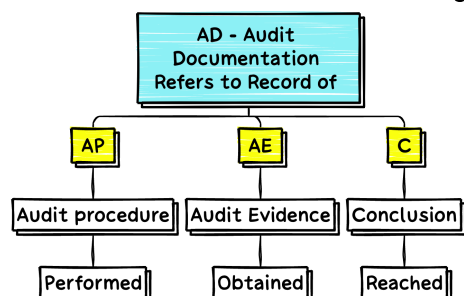 AD - Audit
Documentation
Refers to Record of
AP
AE
C
Audit procedure
Audit Evidence
Conclusion
Performed
Obtained
Reached